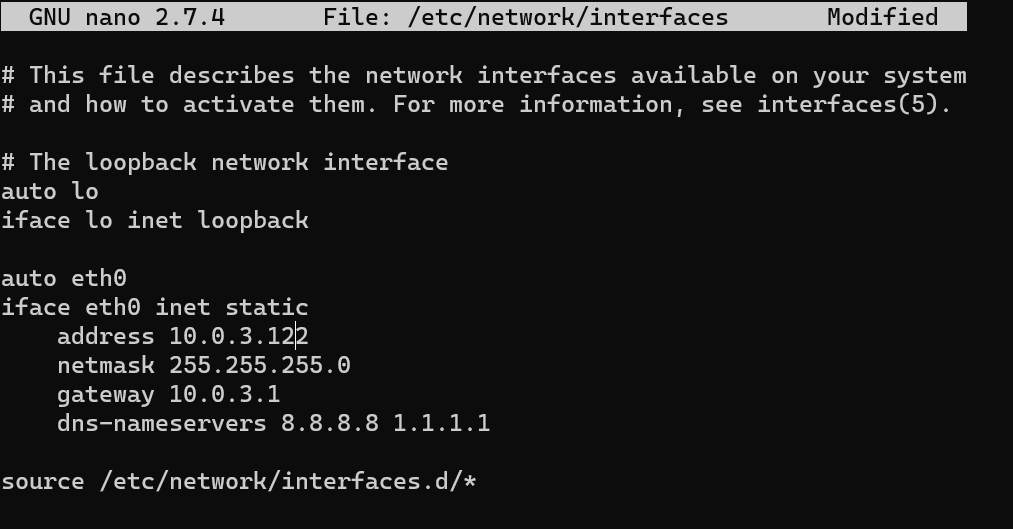 GNU nano 2.7.4 File: /etc/network/interfaces Modified
# This file describes the network interfaces available on your system
# and how to activate them. For more information, see interfaces(5).
# The loopback network interface
auto lo
iface lo inet loopback
auto eth0
iface eth0 inet static
address 10.0.3.122
netmask 255.255.255.0
gateway 10.0.3.1
dns-nameservers 8.8.8.8 1.1.1.1
source /etc/network/interfaces.d/*